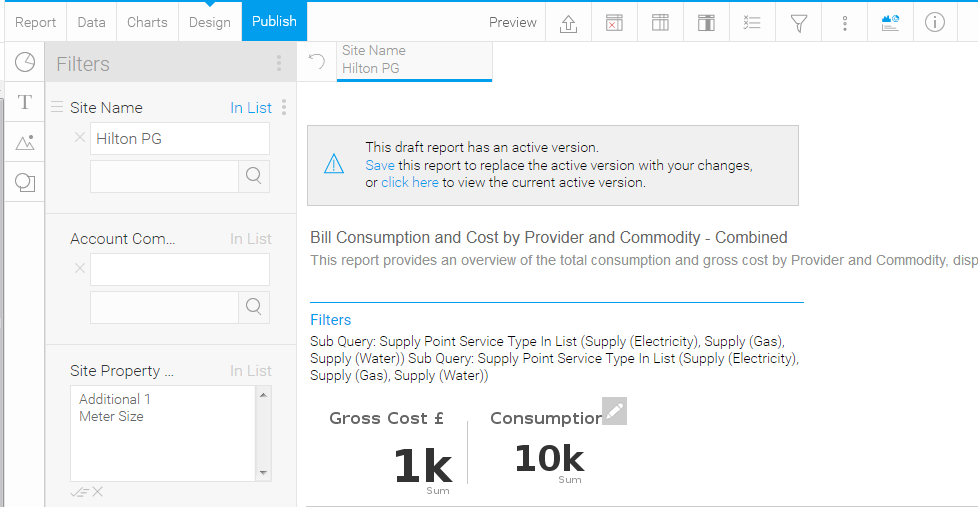 Report Data Charts Design Publish Preview
Filters
Site Name In List
Hilton PG
Account Com... In List
Site Property ... In List
Additional 1
Meter Size
Site Name
Hilton PG
This draft report has an active version.
Save this report to replace the active version with your changes,
or click here to view the current active version.
Bill Consumption and Cost by Provider and Commodity - Combined
This report provides an overview of the total consumption and gross cost by Provider and Commodity, disp
Filters
Sub Query: Supply Point Service Type In List (Supply (Electricity), Supply (Gas),
Supply (Water)) Sub Query: Supply Point Service Type In List (Supply (Electricity),
Supply (Gas), Supply (Water))
Gross Cost £ Consumption
1k 10k
Sum Sum